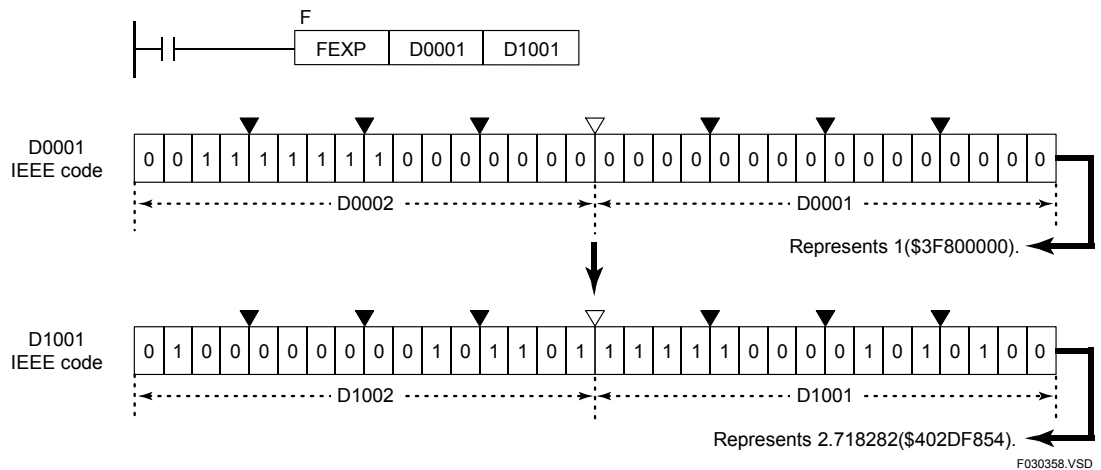 F
FEXP D0001 D1001
D0001
IEEE code
0 0 1 1 1 1 1 1 1 0 0 0 0 0 0 0 0 0 0 0 0 0 0 0 0 0 0 0 0 0 0 0
D0002 D0001
Represents 1($3F800000).
D1001
IEEE code
0 1 0 0 0 0 0 0 0 0 1 0 1 1 0 1 1 1 1 1 1 0 0 0 0 1 0 1 0 1 0 0
D1002 D1001
Represents 2.718282($402DF854).
F030358.VSD